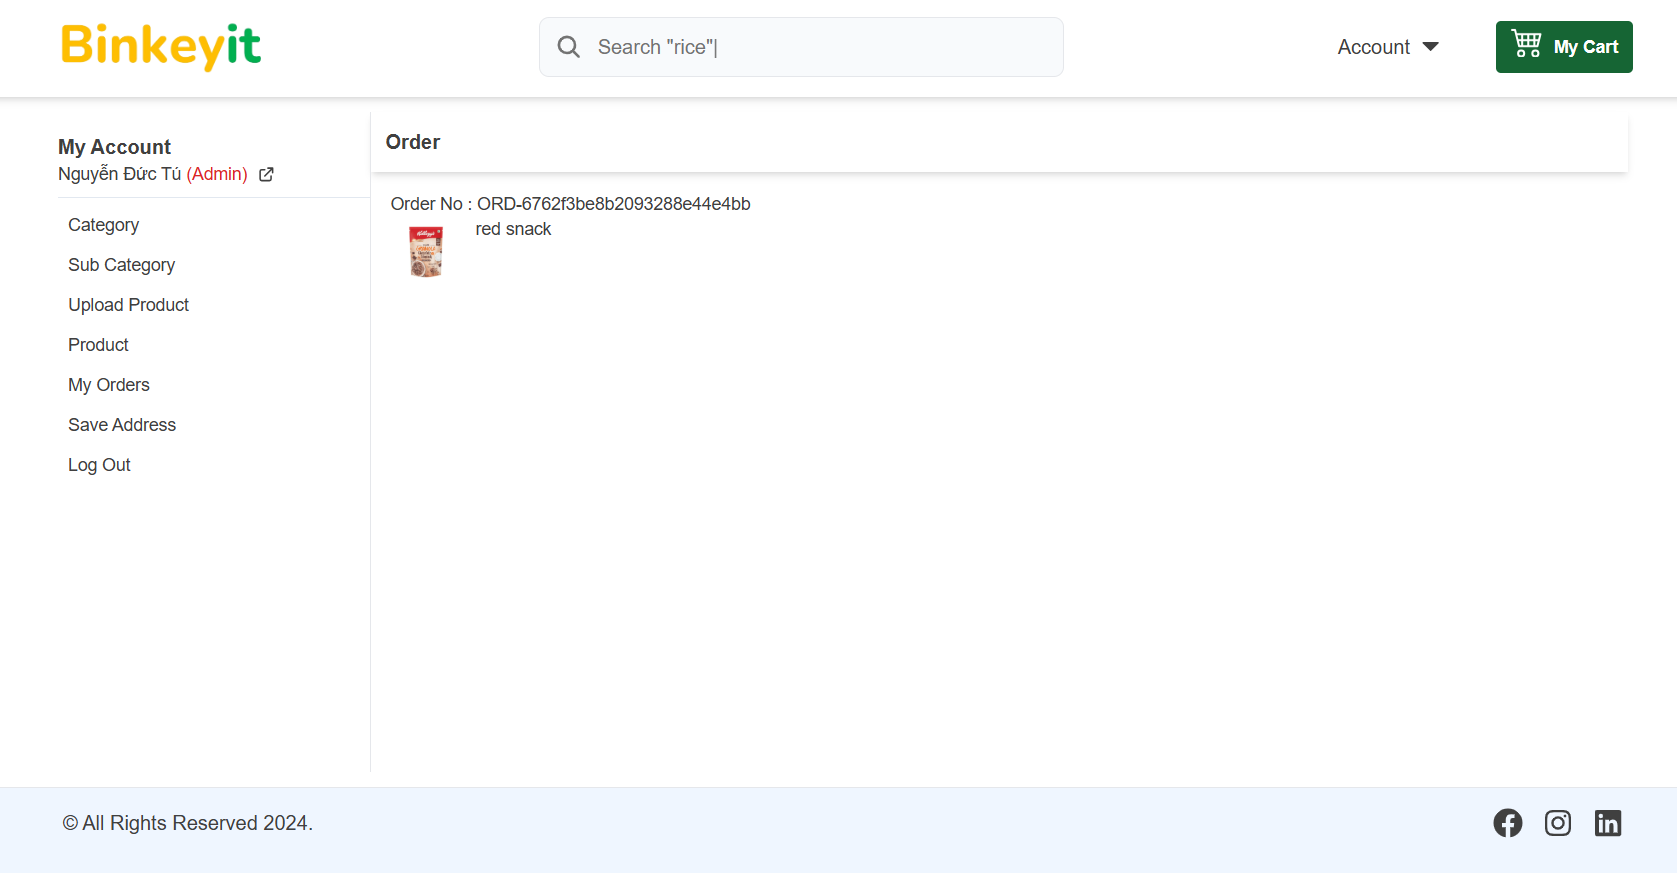 Binkeyit
Search "rice"|
Account
My Cart
My Account
Nguyễn Đức Tú (Admin)
Category
Sub Category
Upload Product
Product
My Orders
Save Address
Log Out
Order
Order No : ORD-6762f3be8b2093288e44e4bb
red snack
Kellogg's
© All Rights Reserved 2024.